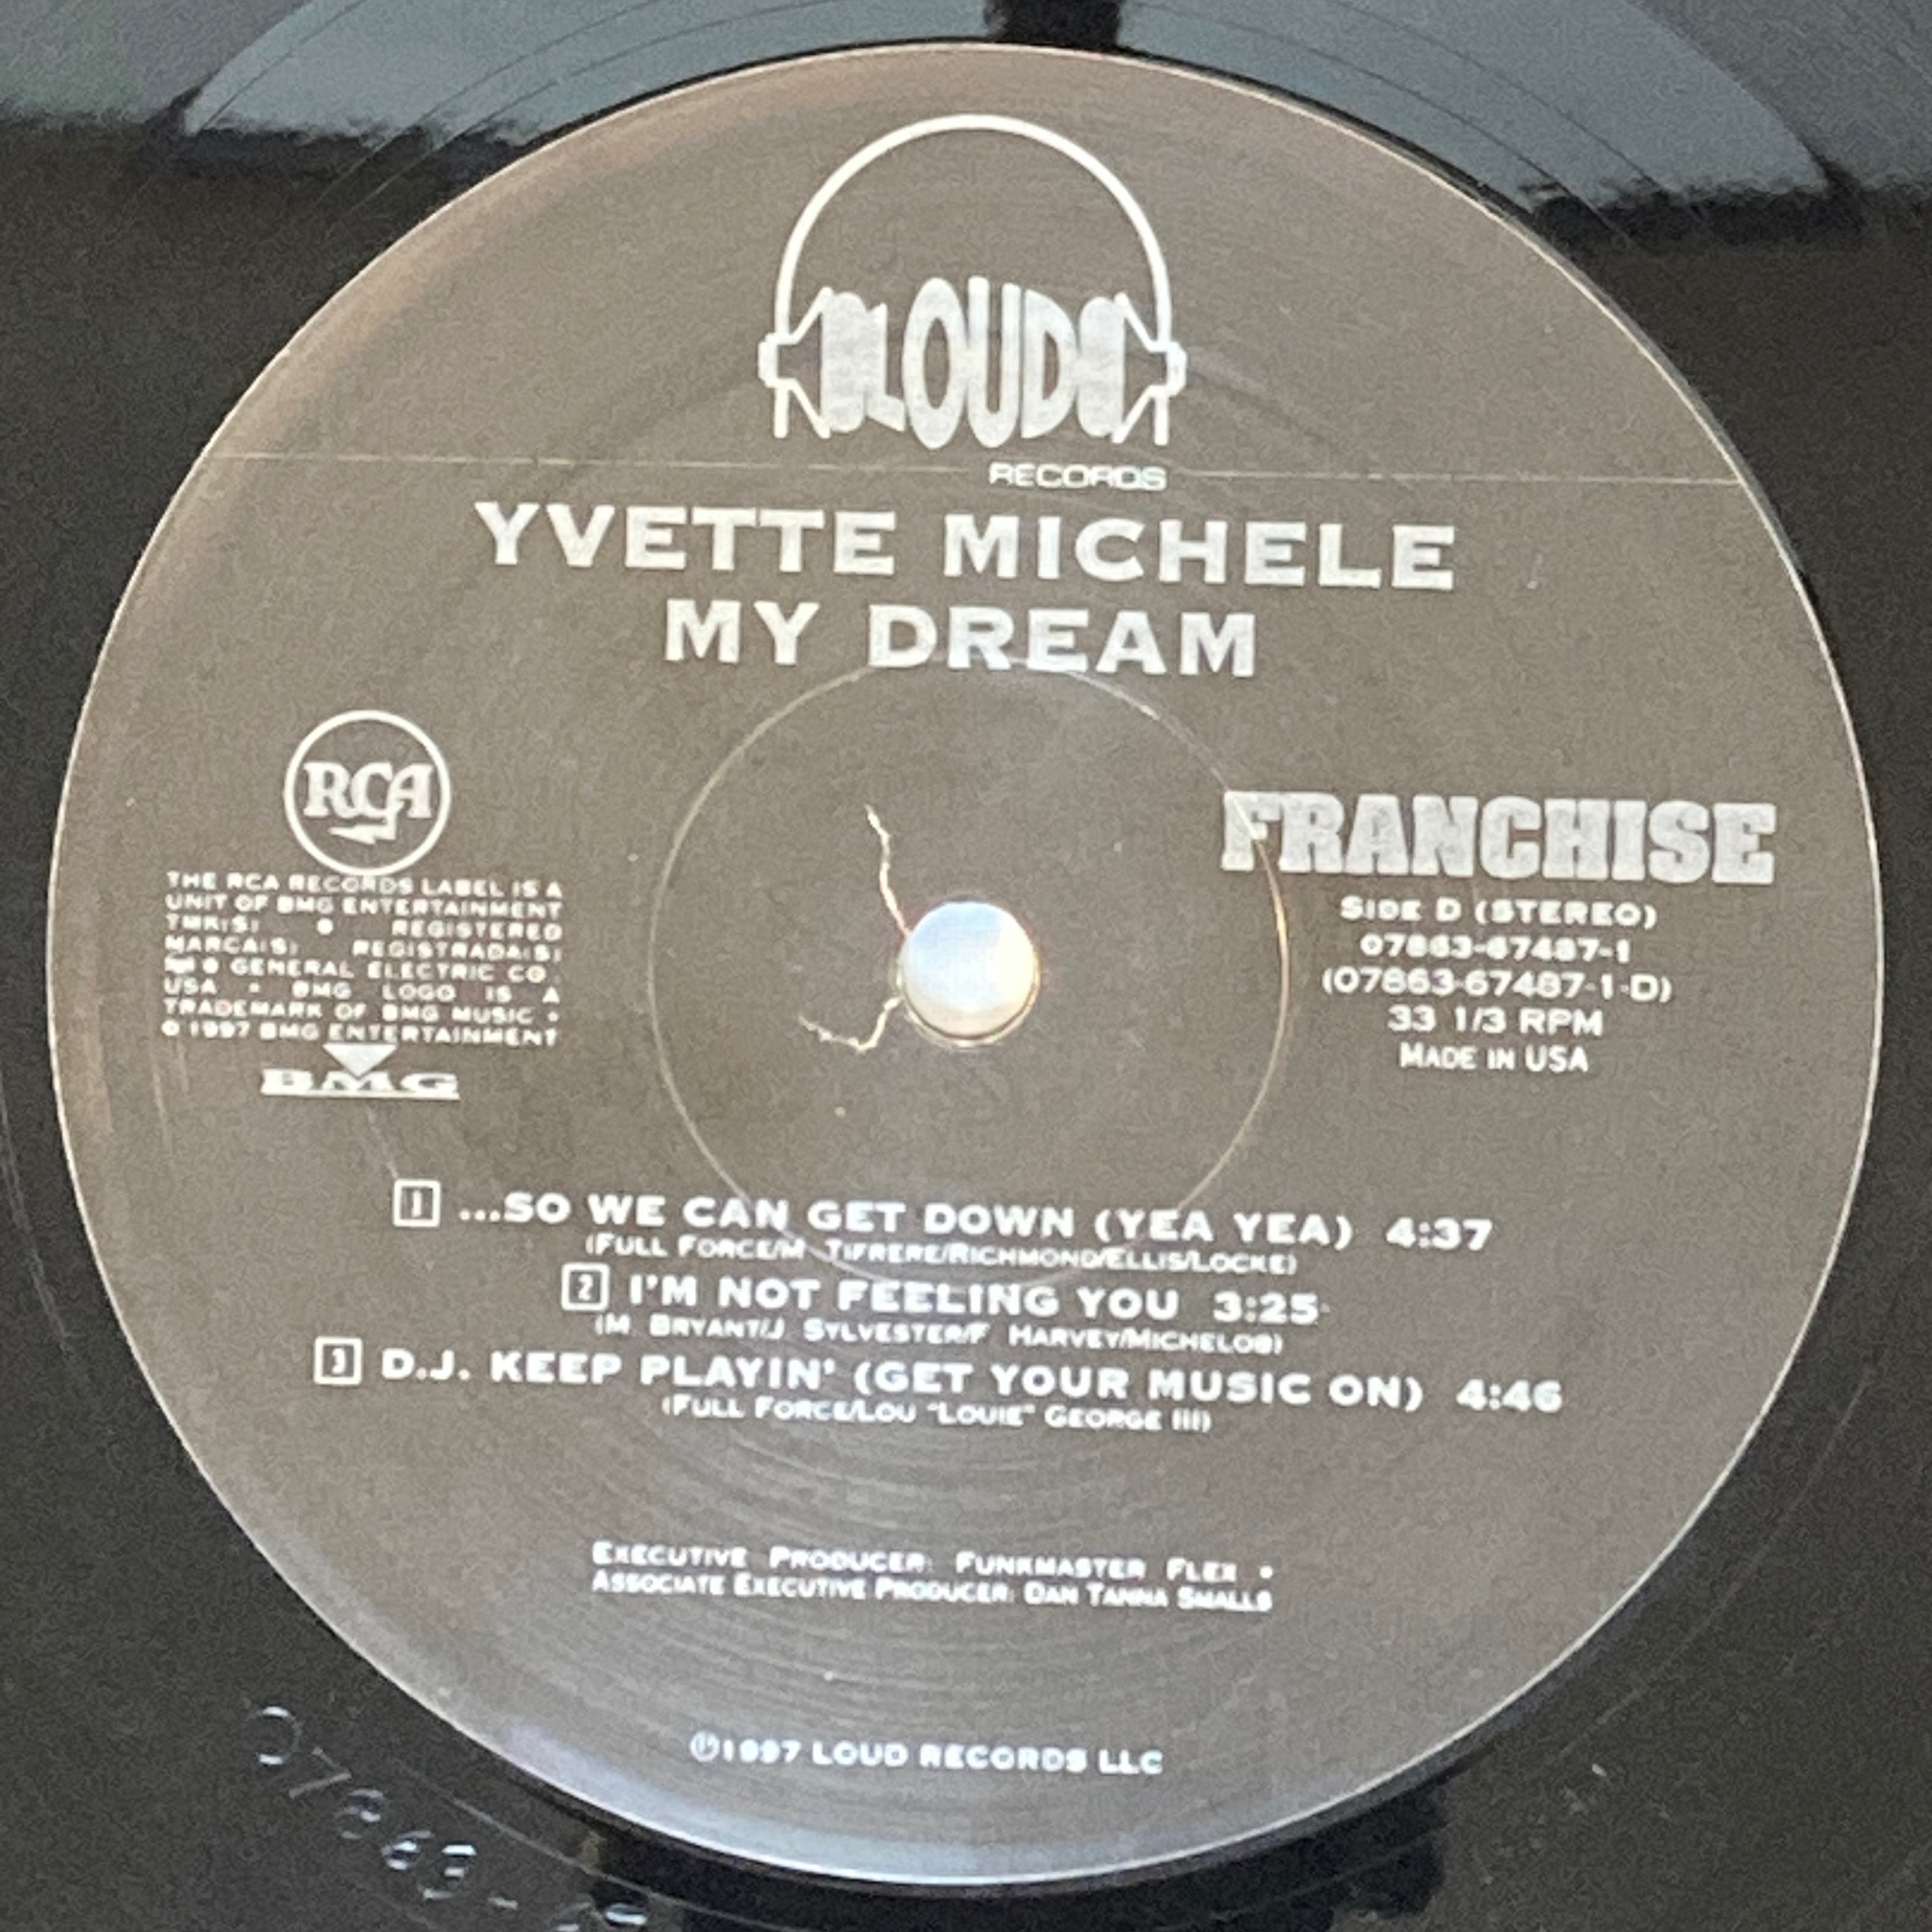 LOUD
RECORDS
YVETTE MICHELE
MY DREAM
RCA
THE RCA RECORDS LABEL IS A
UNIT OF BMG ENTERTAINMENT
TMK(S) ® REGISTERED
MARCA(S) REGISTRADA(S)
® GENERAL ELECTRIC CO.,
USA • BMG LOGO IS A
TRADEMARK OF BMG MUSIC •
© 1997 BMG ENTERTAINMENT
BMG
FRANCHISE
SIDE D (STEREO)
07863-67487-1
(07863-67487-1-D)
33 1/3 RPM
MADE IN USA
1 ...SO WE CAN GET DOWN (YEA YEA) 4:37
(FULL FORCE/M. TIFRERE/RICHMOND/ELLIS/LOCKE)
2 I'M NOT FEELING YOU 3:25
(M. BRYANT/J. SYLVESTER/F. HARVEY/MICHELOB)
3 D.J. KEEP PLAYIN' (GET YOUR MUSIC ON) 4:46
(FULL FORCE/LOU "LOUIE" GEORGE III)
EXECUTIVE PRODUCER: FUNKMASTER FLEX •
ASSOCIATE EXECUTIVE PRODUCER: DAN TANNA SMALLS
℗1997 LOUD RECORDS LLC
07863-